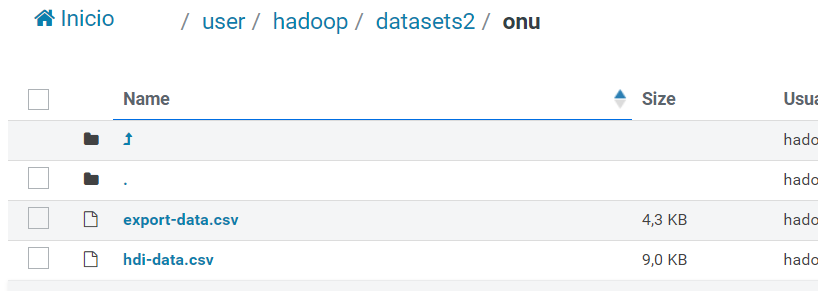 Inicio / user / hadoop / datasets2 / onu
Name Size Usua
hado
. hado
export-data.csv 4,3 KB hado
hdi-data.csv 9,0 KB hado